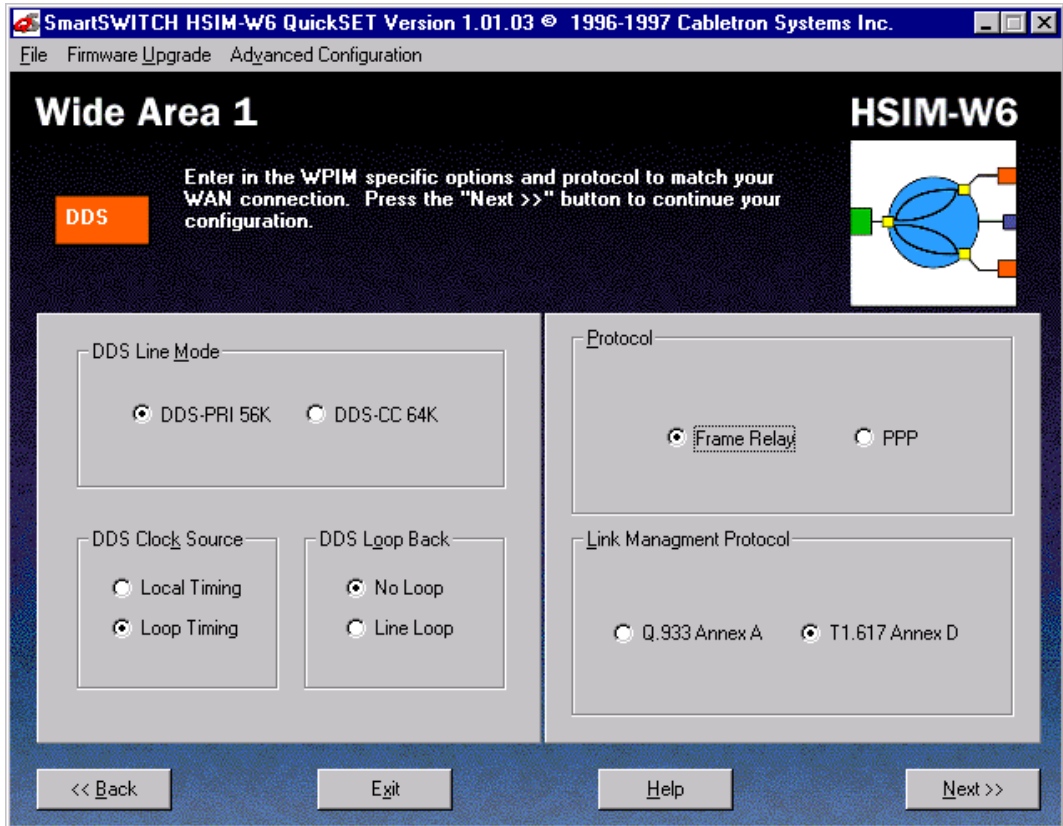 SmartSWITCH HSIM-W6 QuickSET Version 1.01.03 © 1996-1997 Cabletron Systems Inc.
File Firmware Upgrade Advanced Configuration
Wide Area 1
HSIM-W6
DDS
Enter in the WPIM specific options and protocol to match your
WAN connection. Press the "Next >>" button to continue your
configuration.
DDS Line Mode
DDS-PRI 56K DDS-CC 64K
Protocol
Frame Relay PPP
DDS Clock Source
Local Timing
Loop Timing
DDS Loop Back
No Loop
Line Loop
Link Managment Protocol
Q.933 Annex A T1.617 Annex D
<< Back
Exit
Help
Next >>